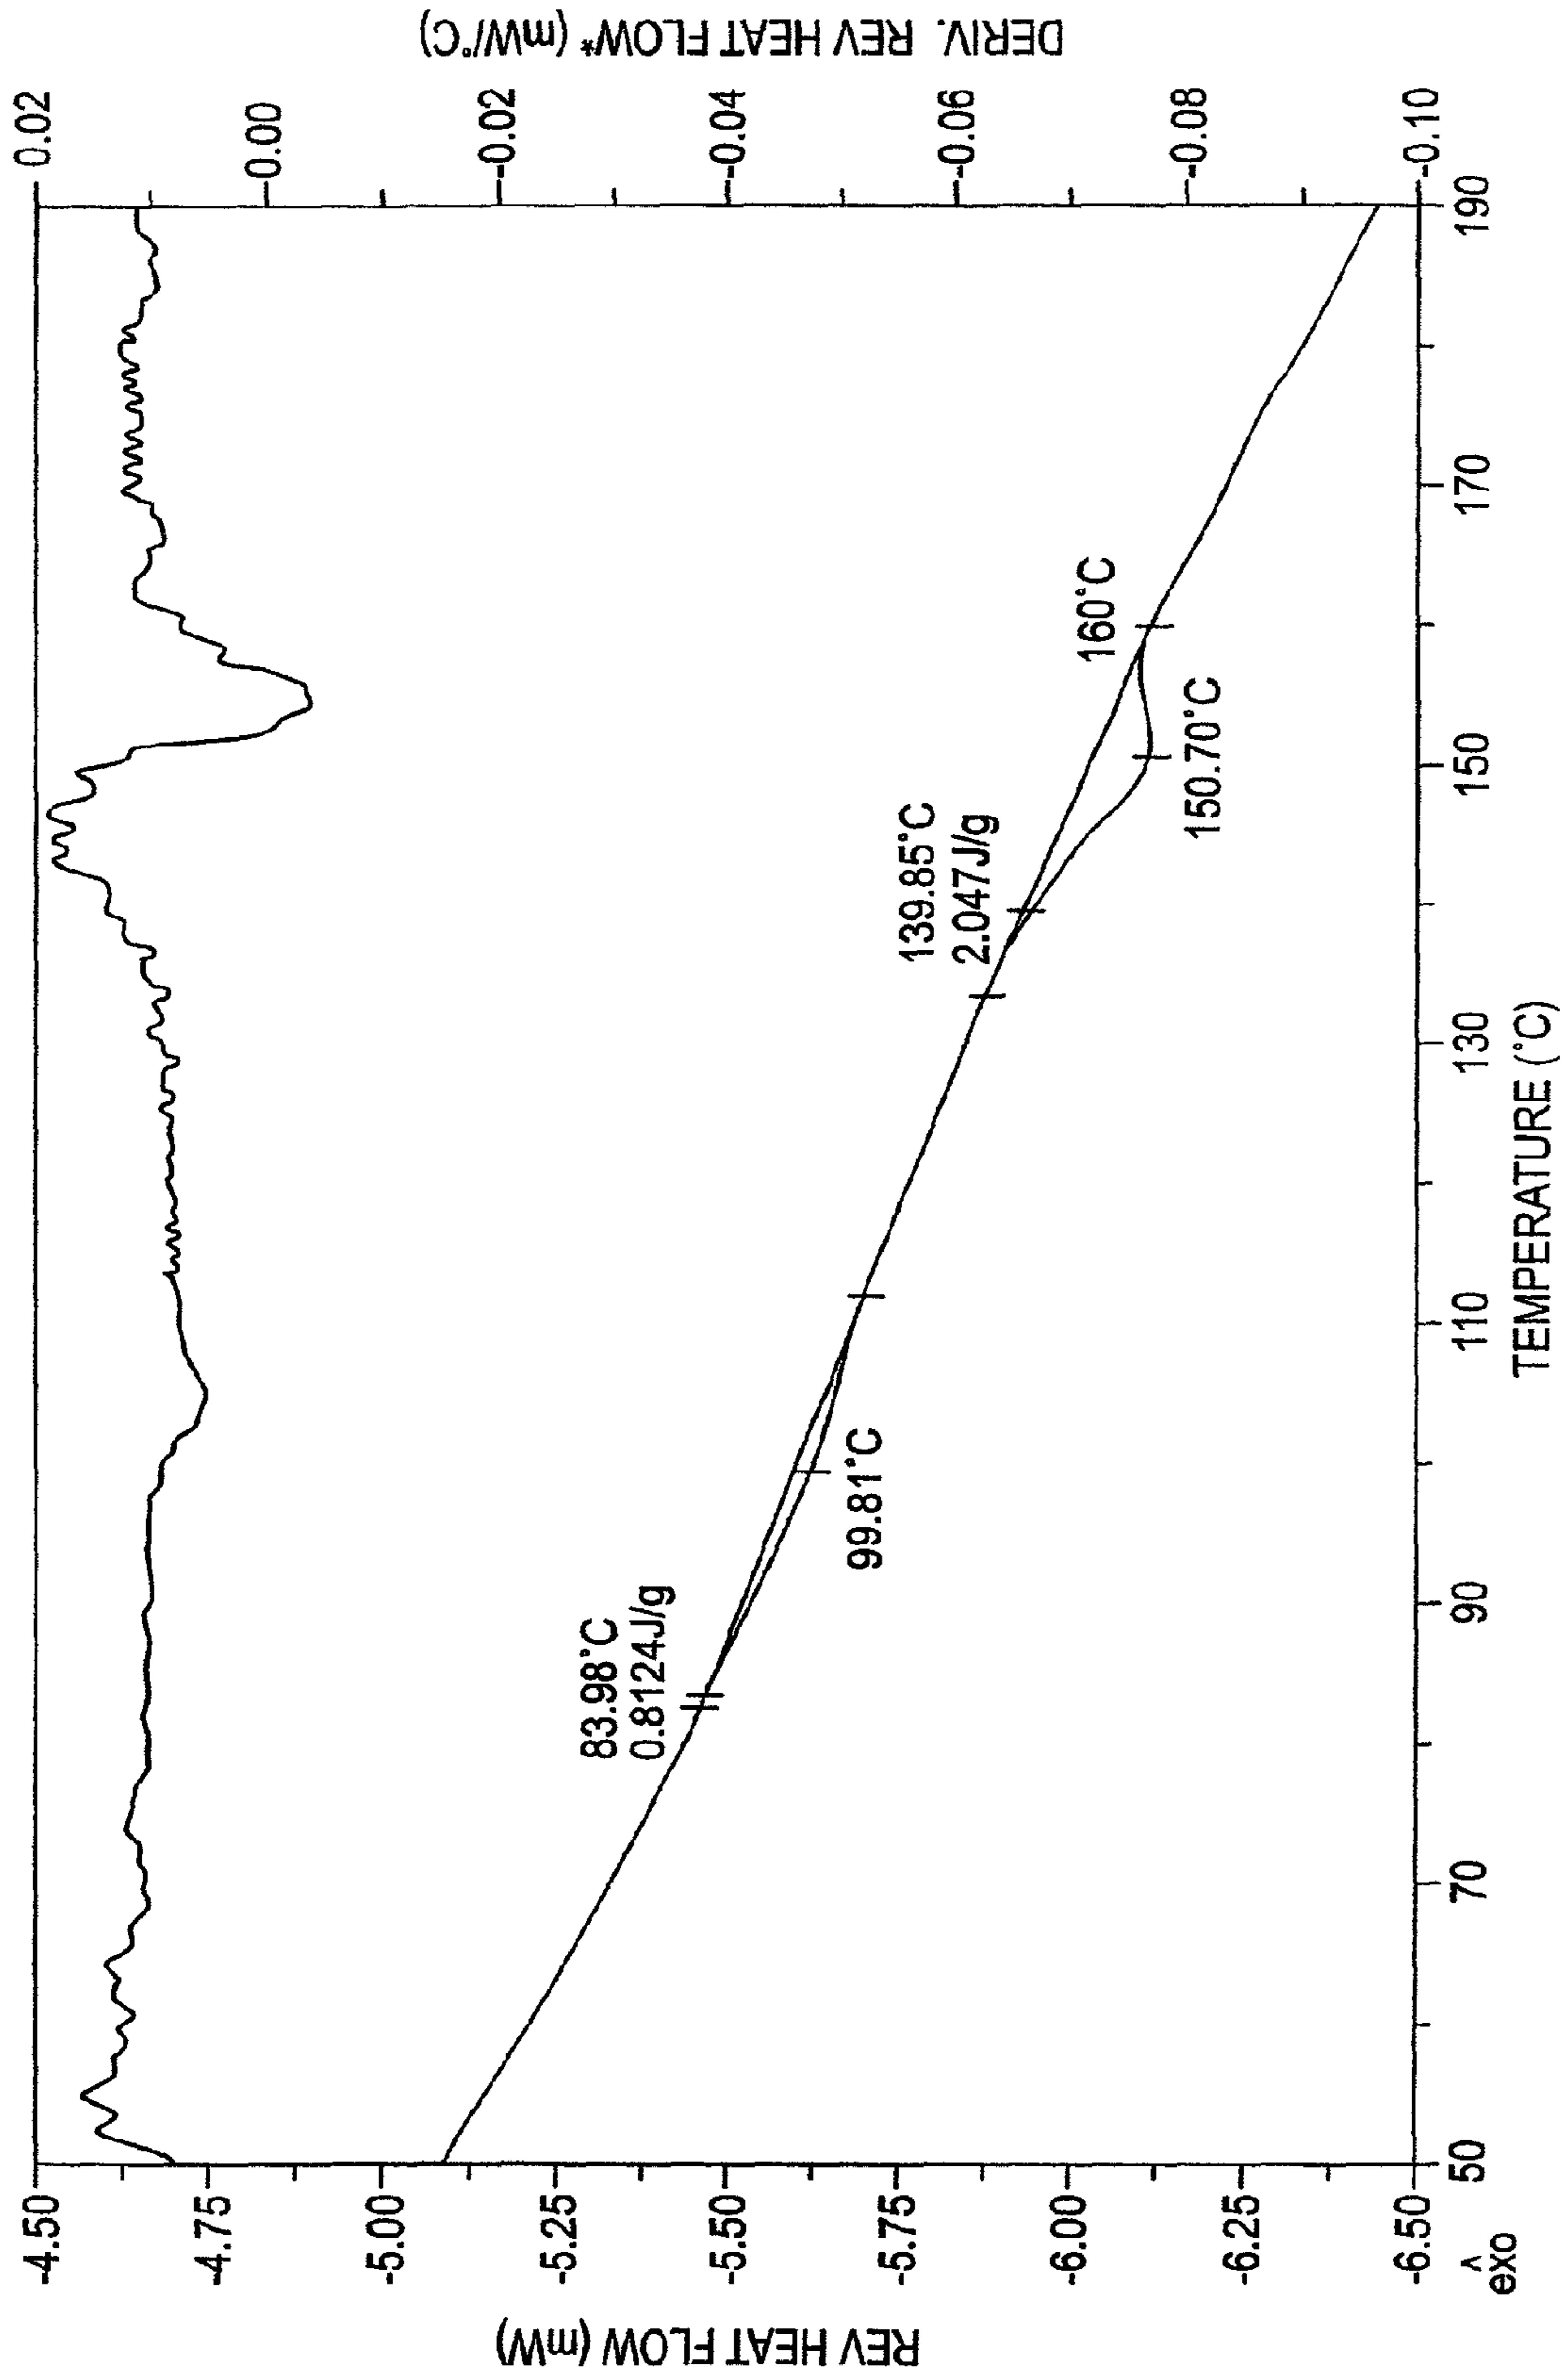 REV HEAT FLOW (mW)
-4.50
-4.75
-5.00
-5.25
-5.50
-5.75
-6.00
-6.25
-6.50
^
exo
83.98°C
0.8124J/g
99.81°C
139.85°C
2.047J/g
150.70°C
160°C
50
70
90
110
130
150
170
190
TEMPERATURE (°C)
0.02
0.00
-0.02
-0.04
-0.06
-0.08
-0.10
DERIV. REV HEAT FLOW* (mW/°C)